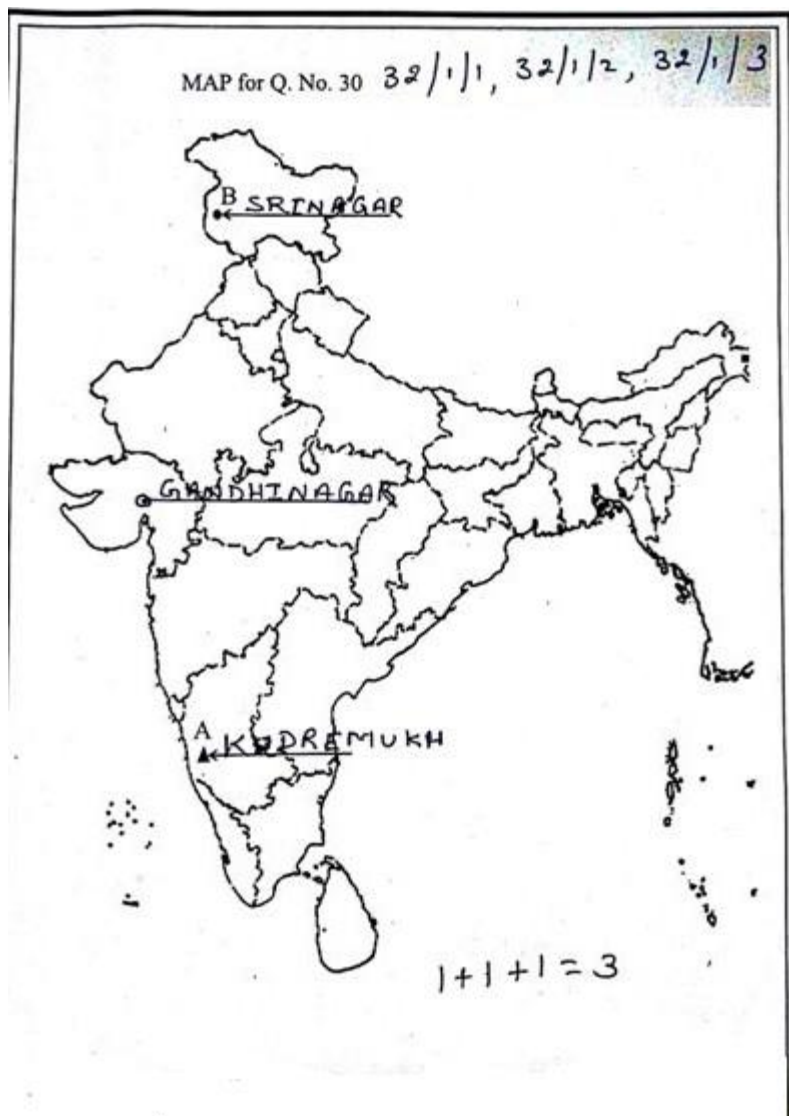 MAP for Q. No. 30 32/1/1, 32/1/2, 32/1/3
B SRINAGAR
GANDHINAGAR
A
KUDREMUKH
1+1+1=3